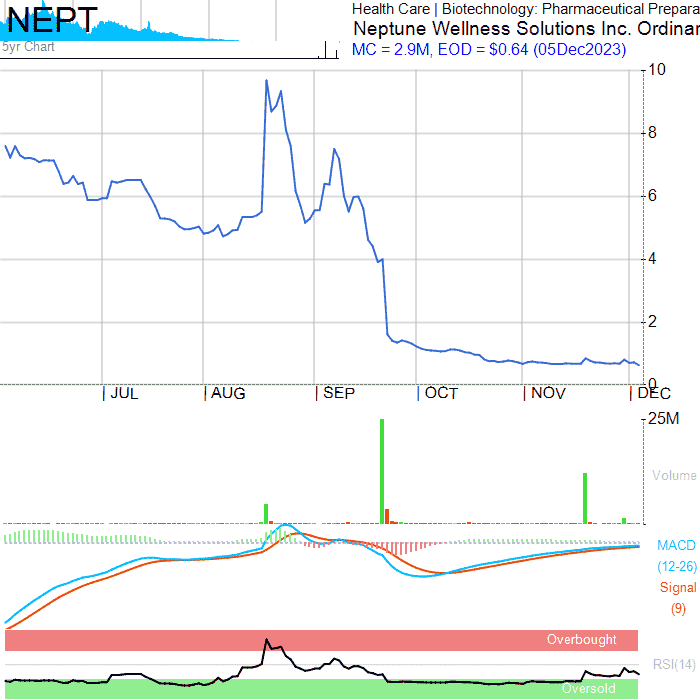 NEPT
5yr Chart
Health Care | Biotechnology: Pharmaceutical Prepara
Neptune Wellness Solutions Inc. Ordinar
MC = 2.9M, EOD = $0.64 (05Dec2023)
10
8
6
4
2
0
JUL AUG SEP OCT NOV DEC
25M
Volume
MACD
(12-26)
Signal
(9)
Overbought
RSI(14)
Oversold